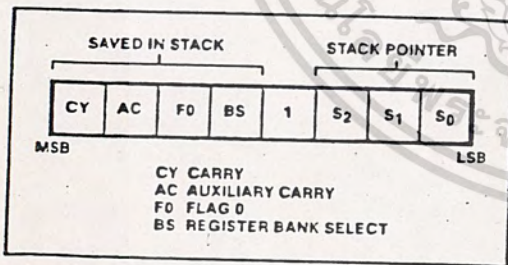 SAVED IN STACK STACK POINTER
CY AC F0 BS 1 S2 S1 S0
MSB LSB
CY CARRY
AC AUXILIARY CARRY
F0 FLAG 0
BS REGISTER BANK SELECT